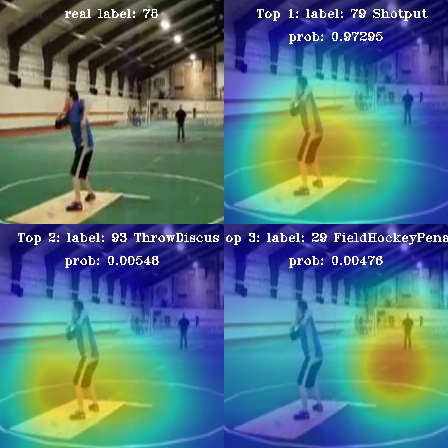 real label: 78
Top 1: label: 79 Shotput
prob: 0.97295
Top 2: label: 93 ThrowDiscus
prob: 0.00548
op 3: label: 29 FieldHockeyPena
prob: 0.00476